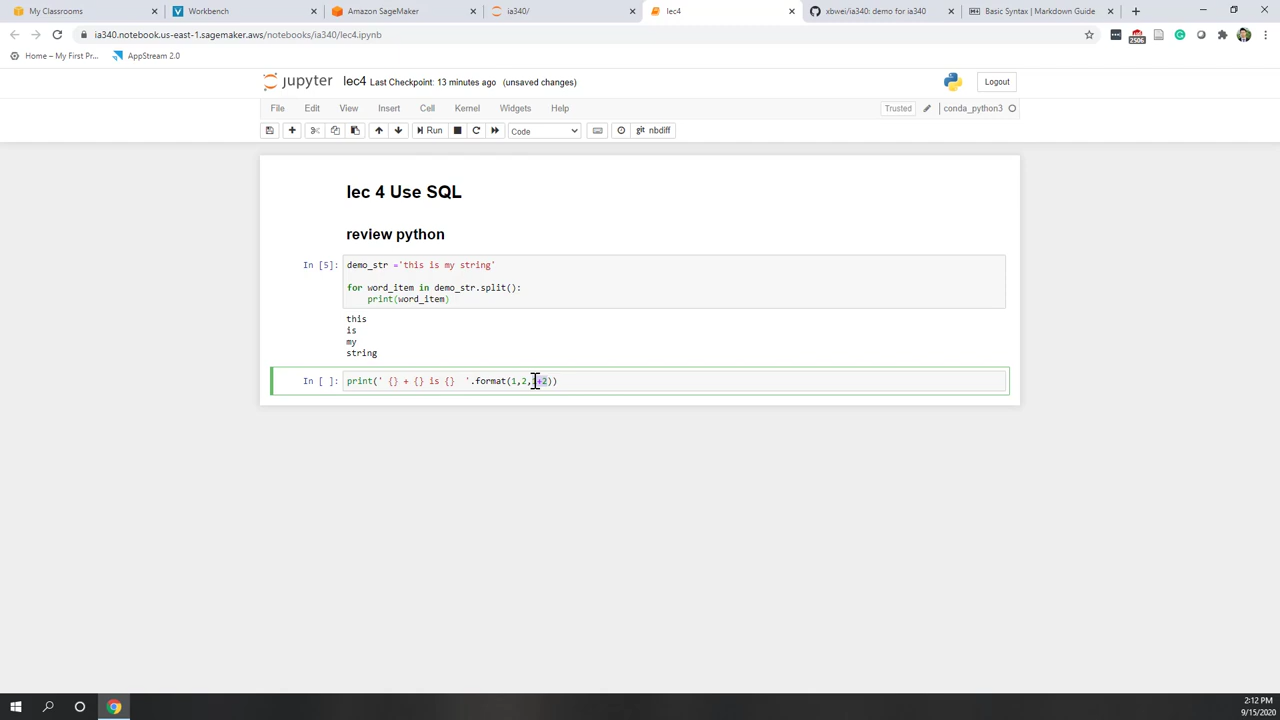 My Classrooms
Workbench
Amazon SageMaker
ia340/
lec4
xbwei/ia340: demo for ia340
Basic Syntax | Markdown Guide
ia340.notebook.us-east-1.sagemaker.aws/notebooks/ia340/lec4.ipynb
2506
Home – My First Pr...
AppStream 2.0
jupyter lec4 Last Checkpoint: 13 minutes ago (unsaved changes)
Logout
File Edit View Insert Cell Kernel Widgets Help
Trusted
conda_python3
Run
Code
git nbdiff
lec 4 Use SQL
review python
In [5]: demo_str ='this is my string'
for word_item in demo_str.split():
    print(word_item)
this
is
my
string
In [ ]: print(' {} + {} is {}  '.format(1,2,1+2))
2:12 PM
9/15/2020